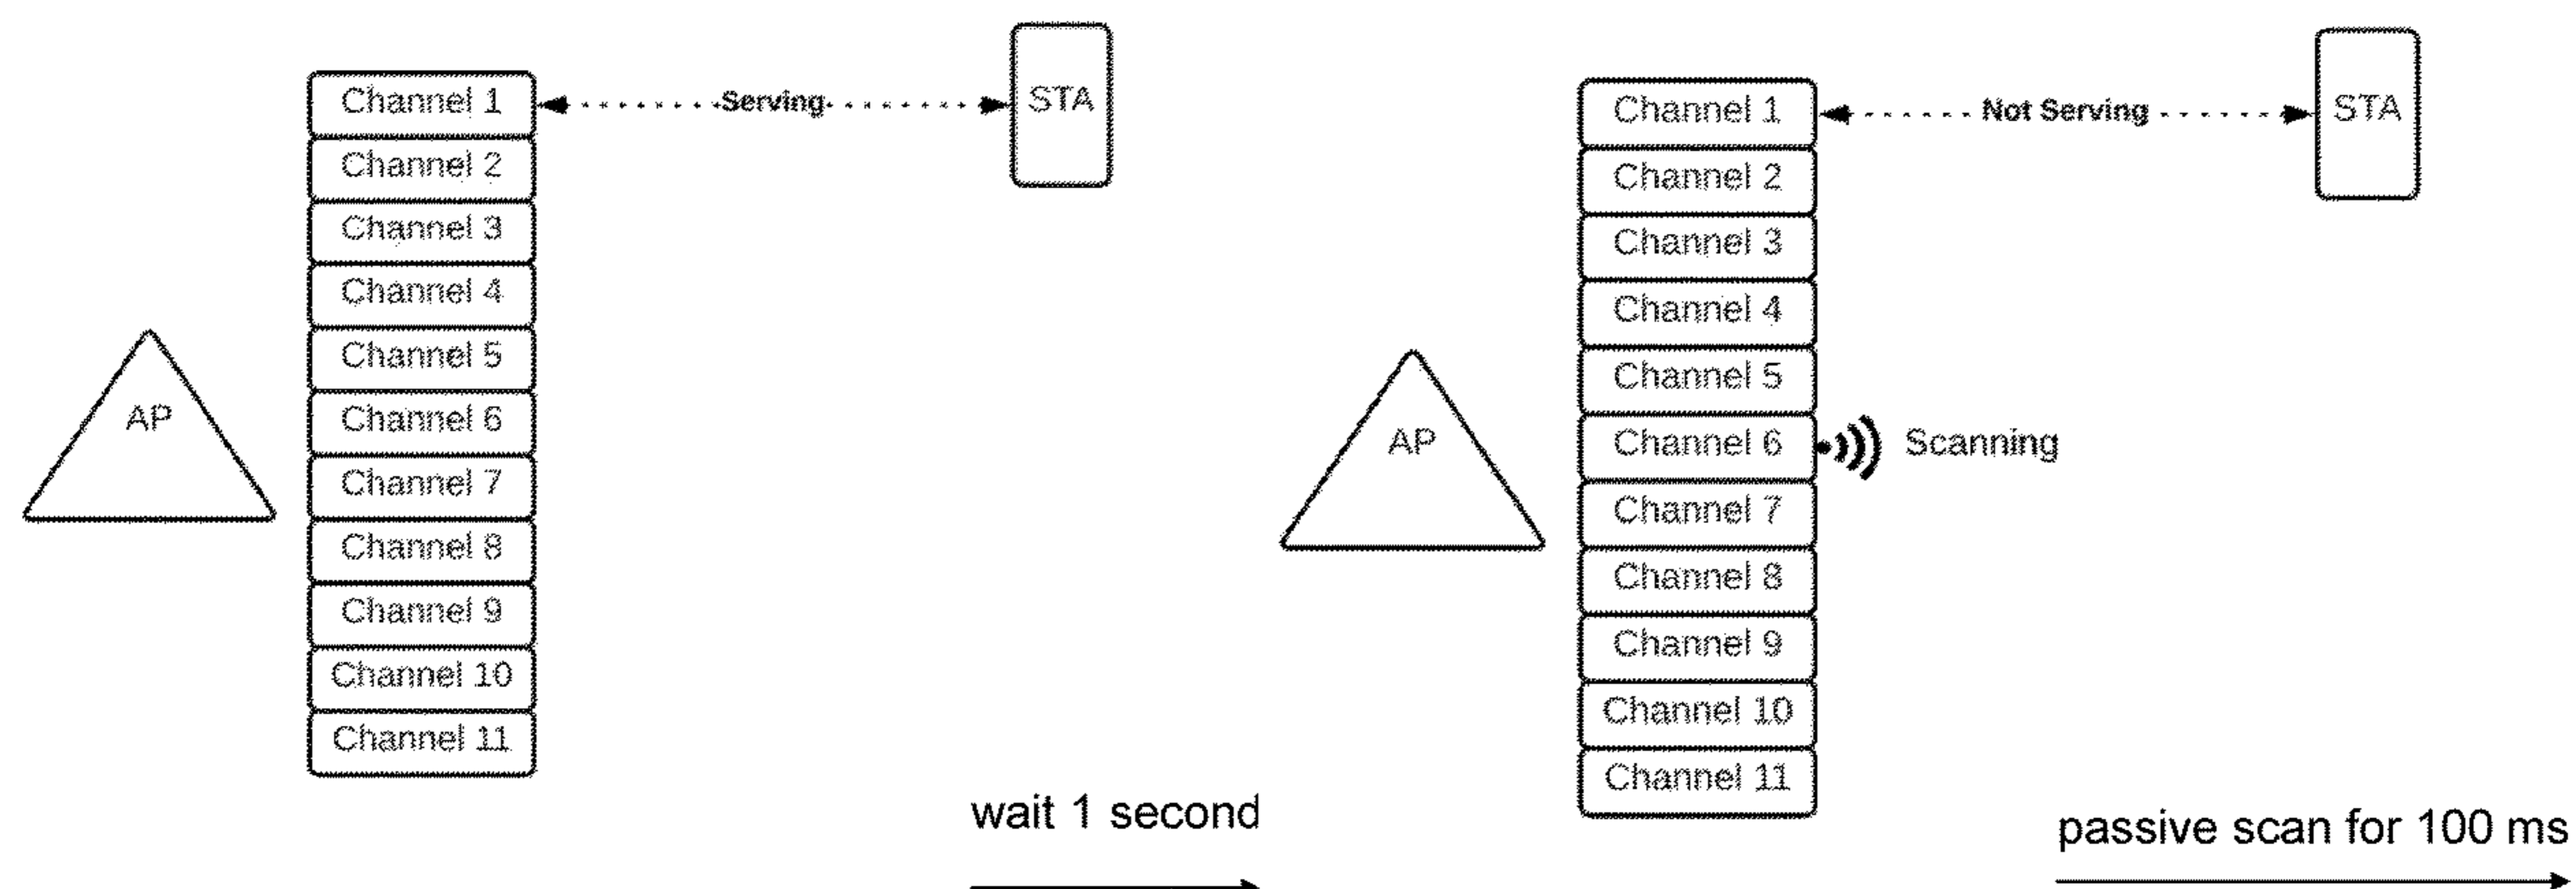 Channel 1
Serving
STA
Channel 2
Channel 3
Channel 4
Channel 5
AP
Channel 6
Channel 7
Channel 8
Channel 9
Channel 10
Channel 11
wait 1 second
Channel 1
Not Serving
STA
Channel 2
Channel 3
Channel 4
Channel 5
AP
Channel 6
Scanning
Channel 7
Channel 8
Channel 9
Channel 10
Channel 11
passive scan for 100 ms